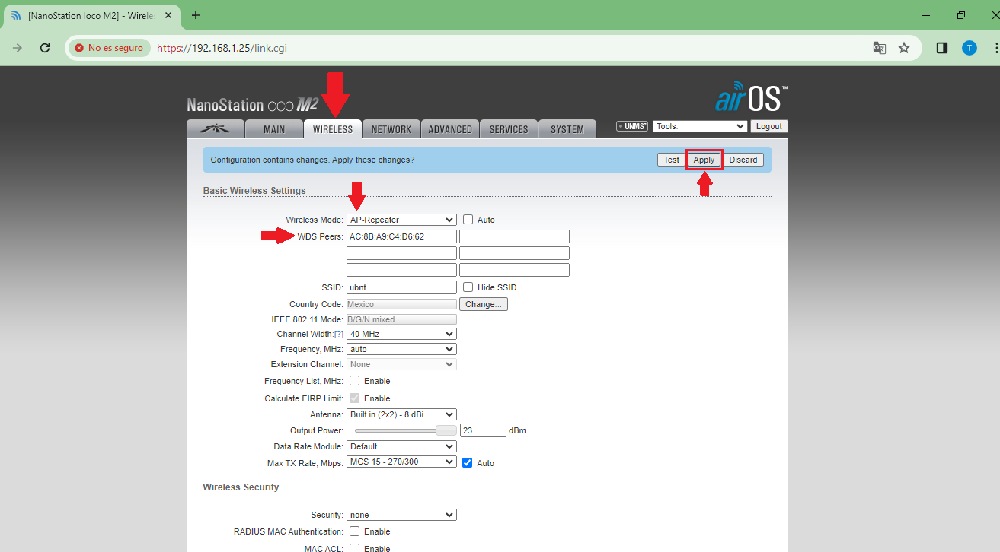 [NanoStation loco M2] - Wirele
No es seguro https://192.168.1.25/link.cgi
T
NanoStation loco M2
airOS™
MAIN WIRELESS NETWORK ADVANCED SERVICES SYSTEM UNMS™ Tools: Logout
Configuration contains changes. Apply these changes? Test Apply Discard
Basic Wireless Settings
Wireless Mode: AP-Repeater Auto
WDS Peers: AC:8B:A9:C4:D6:62
SSID: ubnt Hide SSID
Country Code: Mexico Change...
IEEE 802.11 Mode: B/G/N mixed
Channel Width:[?] 40 MHz
Frequency, MHz: auto
Extension Channel: None
Frequency List, MHz: Enable
Calculate EIRP Limit: Enable
Antenna: Built in (2x2) - 8 dBi
Output Power: 23 dBm
Data Rate Module: Default
Max TX Rate, Mbps: MCS 15 - 270/300 Auto
Wireless Security
Security: none
RADIUS MAC Authentication: Enable
MAC ACL: Enable